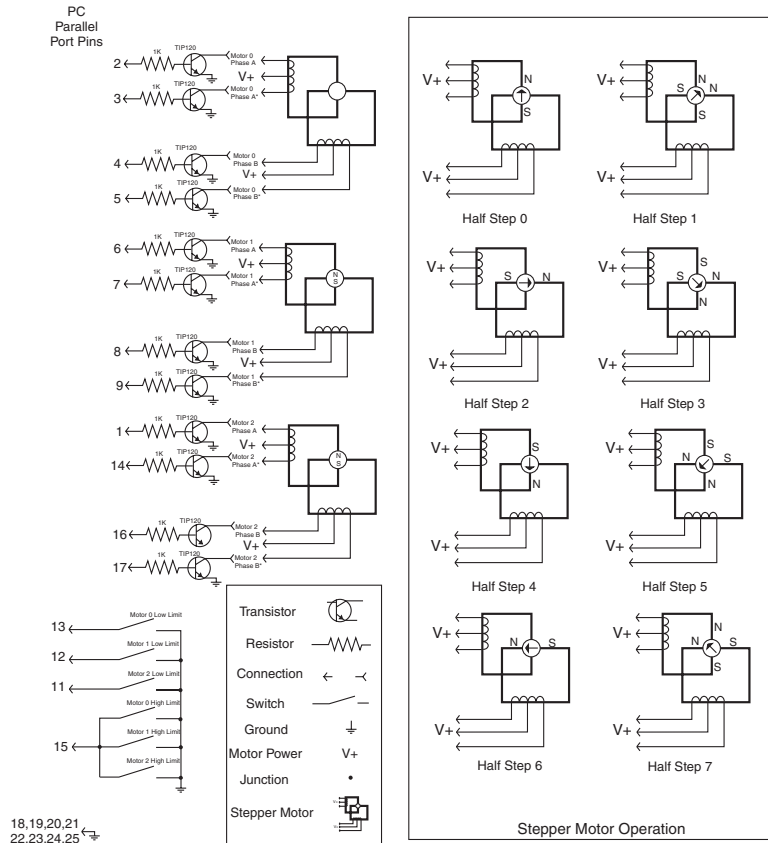 PC
Parallel
Port Pins
2
1K
TIP120
Motor 0
Phase A
V+
3
1K
TIP120
Motor 0
Phase A*
4
1K
TIP120
Motor 0
Phase B
V+
5
1K
TIP120
Motor 0
Phase B*
6
1K
TIP120
Motor 1
Phase A
V+
7
1K
TIP120
Motor 1
Phase A*
N
S
8
1K
TIP120
Motor 1
Phase B
V+
9
1K
TIP120
Motor 1
Phase B*
1
1K
TIP120
Motor 2
Phase A
V+
14
1K
TIP120
Motor 2
Phase A*
N
S
16
1K
TIP120
Motor 2
Phase B
V+
17
1K
TIP120
Motor 2
Phase B*
13
Motor 0 Low Limit
12
Motor 1 Low Limit
11
Motor 2 Low Limit
Motor 0 High Limit
15
Motor 1 High Limit
Motor 2 High Limit
18,19,20,21
22,23,24,25
Transistor
Resistor
Connection
Switch
Ground
Motor Power V+
Junction
Stepper Motor
V+
N
S
V+
Half Step 0
V+
N
S N
S
V+
Half Step 1
V+
S N
V+
Half Step 2
V+
S
S N
N
V+
Half Step 3
V+
S
N
V+
Half Step 4
V+
S
N S
N
V+
Half Step 5
V+
N S
V+
Half Step 6
V+
N
N S
S
V+
Half Step 7
Stepper Motor Operation